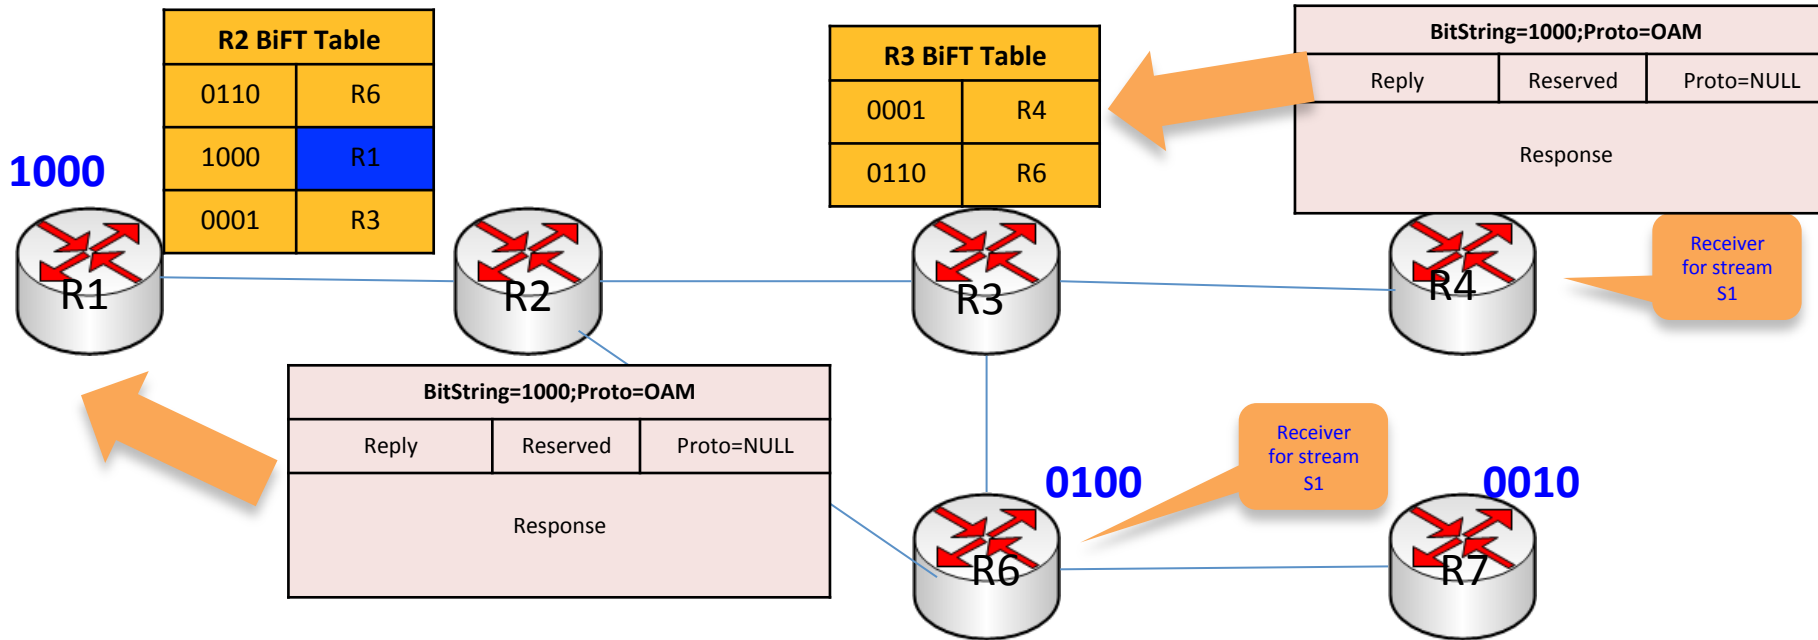 R2 BiFT Table
0110 R6
1000 R1
0001 R3
R3 BiFT Table
0001 R4
0110 R6
BitString=1000;Proto=OAM
Reply Reserved Proto=NULL
Response
1000
R1
R2
R3
R4
Receiver
for stream
S1
BitString=1000;Proto=OAM
Reply Reserved Proto=NULL
Response
Receiver
for stream
S1
0100
0010
R6
R7